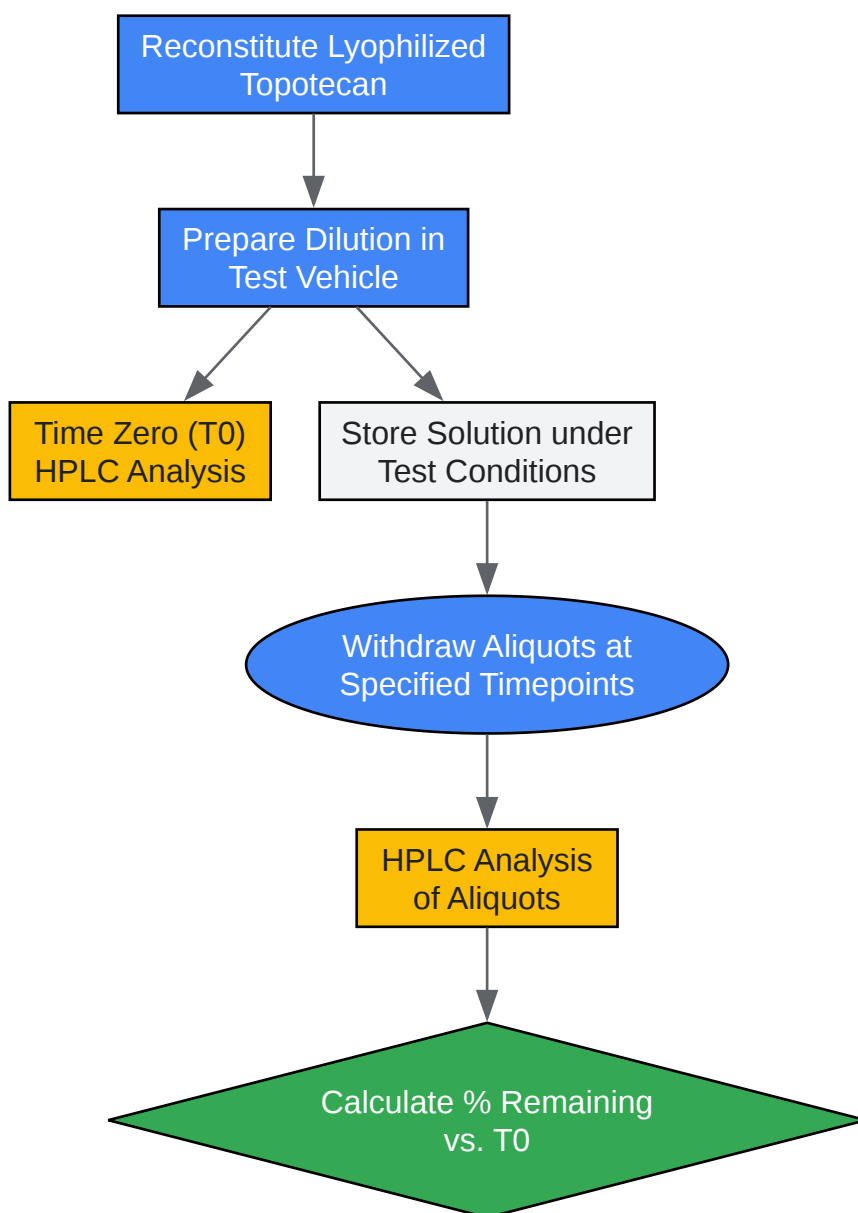 Reconstitute Lyophilized
Topotecan
Prepare Dilution in
Test Vehicle
Time Zero (T0)
HPLC Analysis
Store Solution under
Test Conditions
Withdraw Aliquots at
Specified Timepoints
HPLC Analysis
of Aliquots
Calculate % Remaining
vs. T0